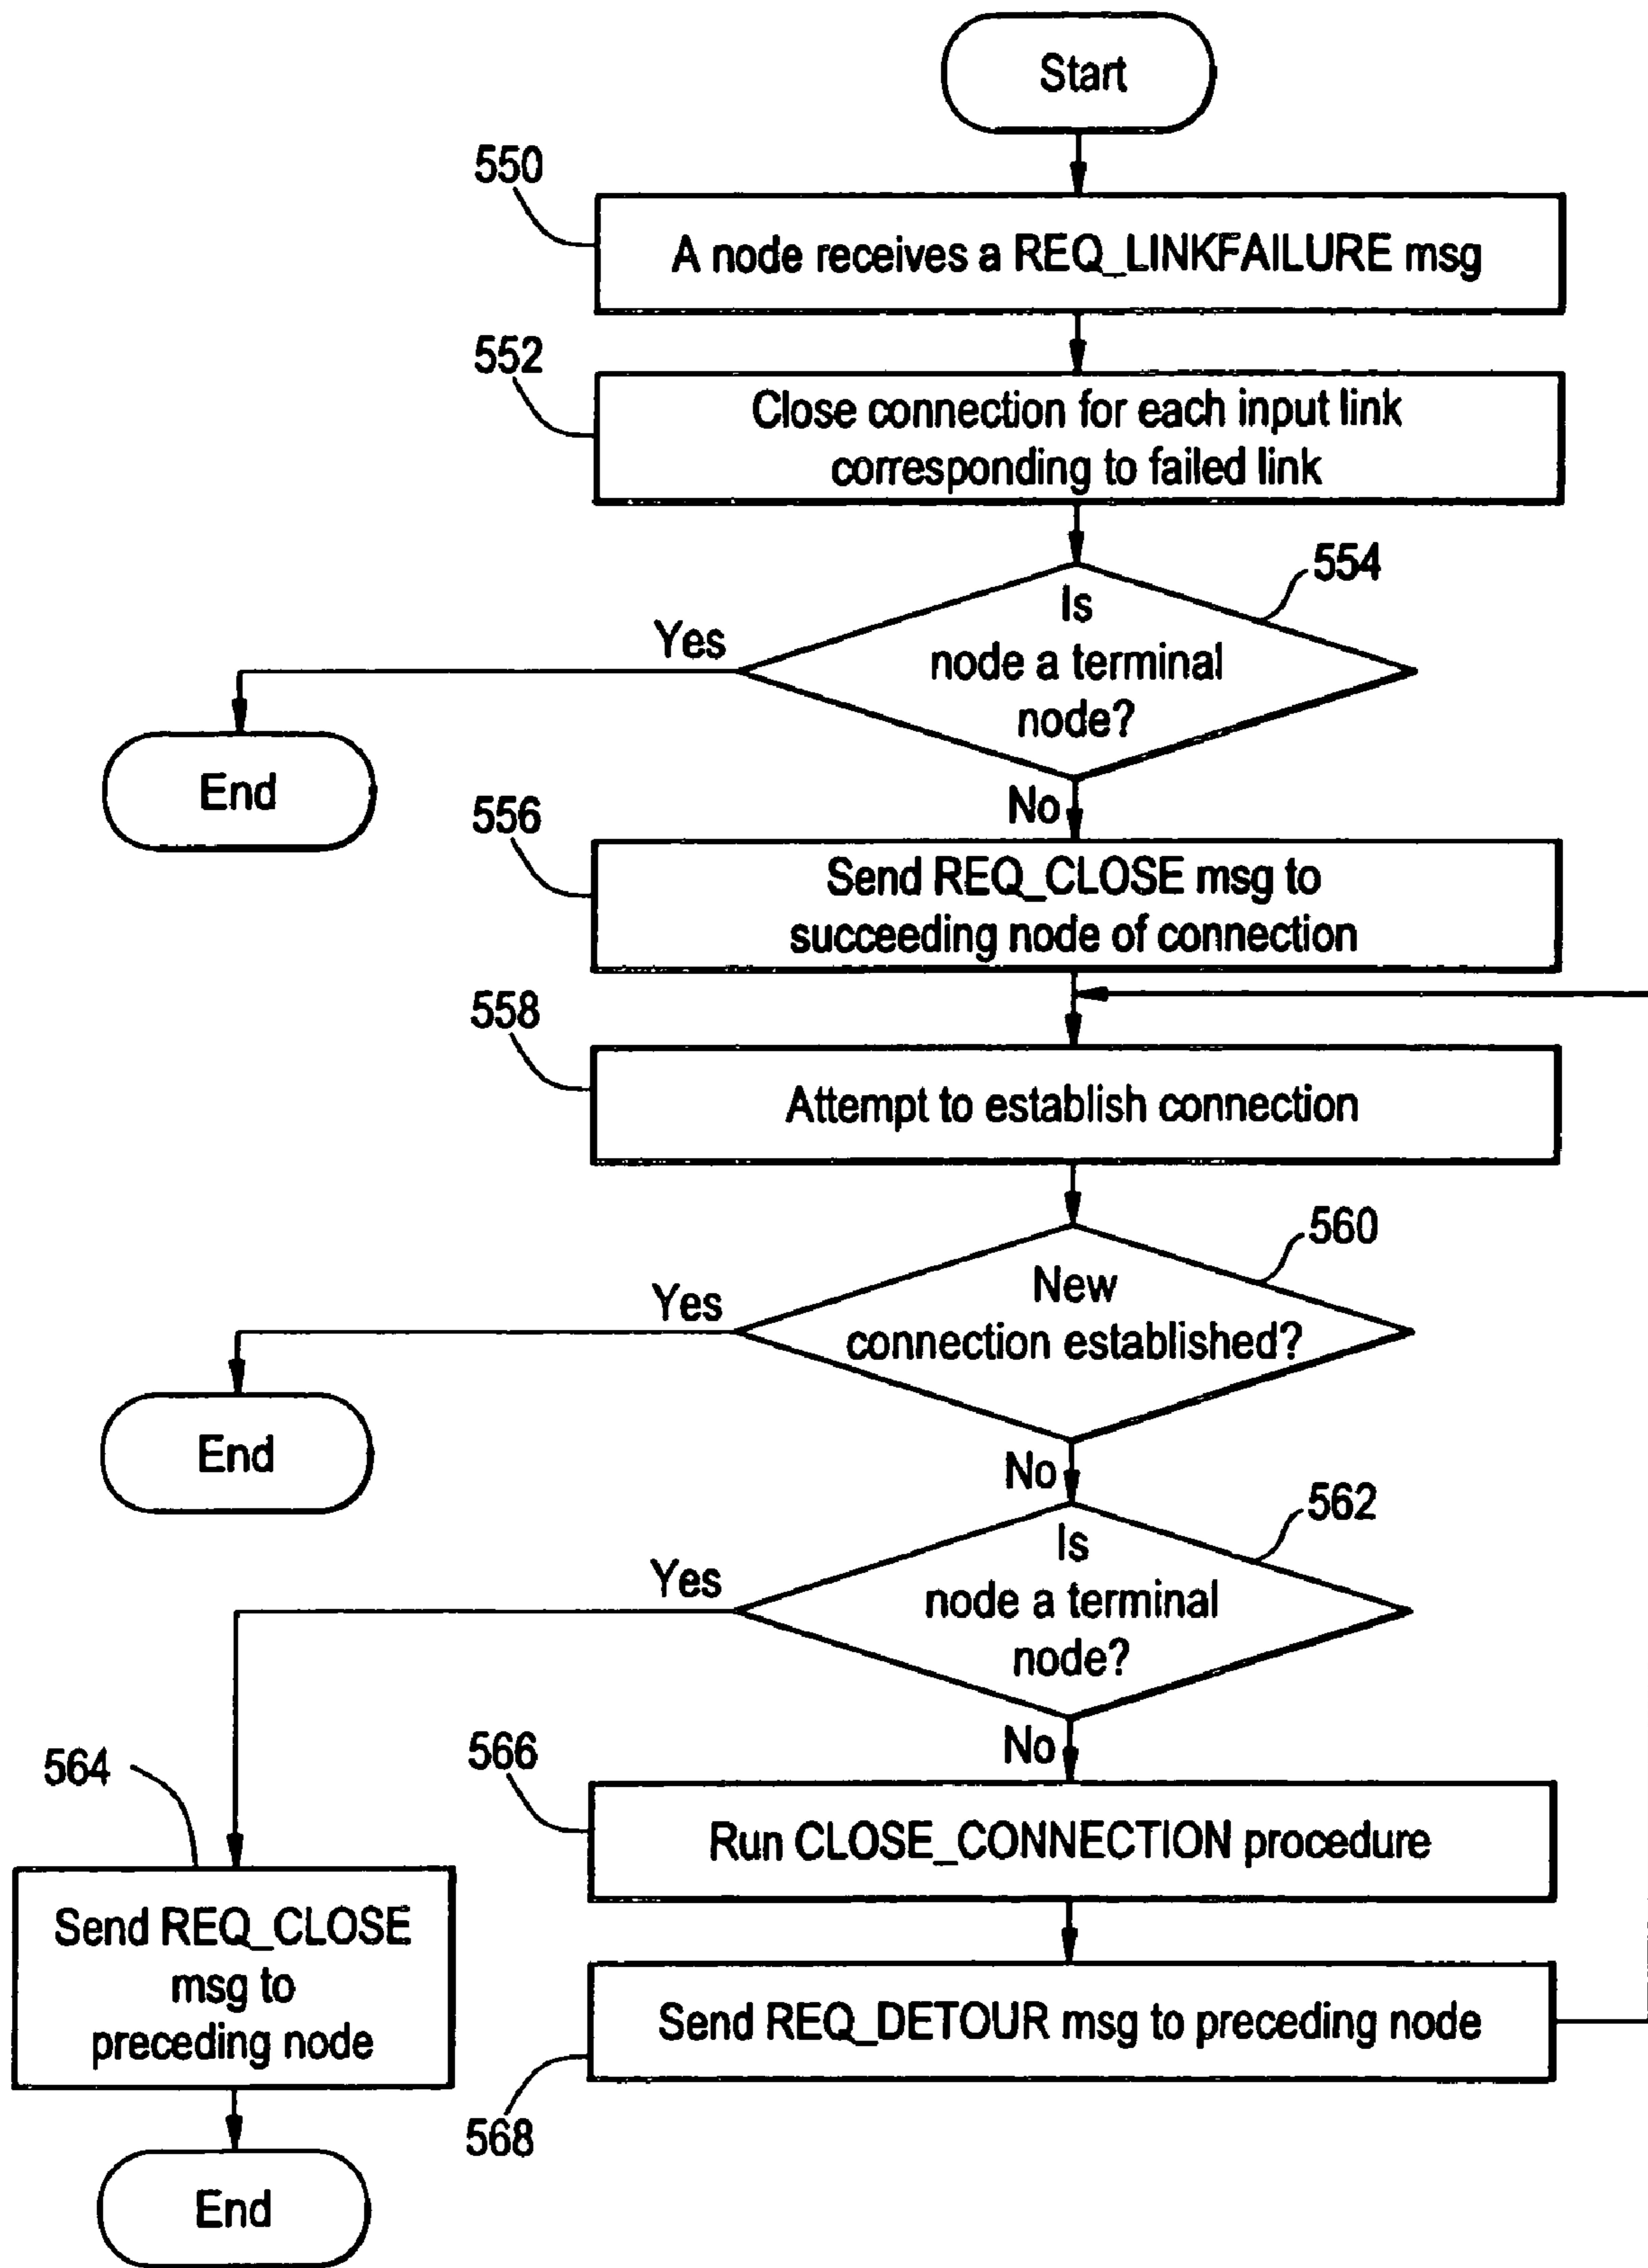 Start
550
A node receives a REQ_LINKFAILURE msg
552
Close connection for each input link
corresponding to failed link
554
Is
node a terminal
node?
Yes
End
No
556
Send REQ_CLOSE msg to
succeeding node of connection
558
Attempt to establish connection
560
New
connection established?
Yes
End
No
562
Is
node a terminal
node?
Yes
No
564
Send REQ_CLOSE
msg to
preceding node
End
566
Run CLOSE_CONNECTION procedure
Send REQ_DETOUR msg to preceding node
568